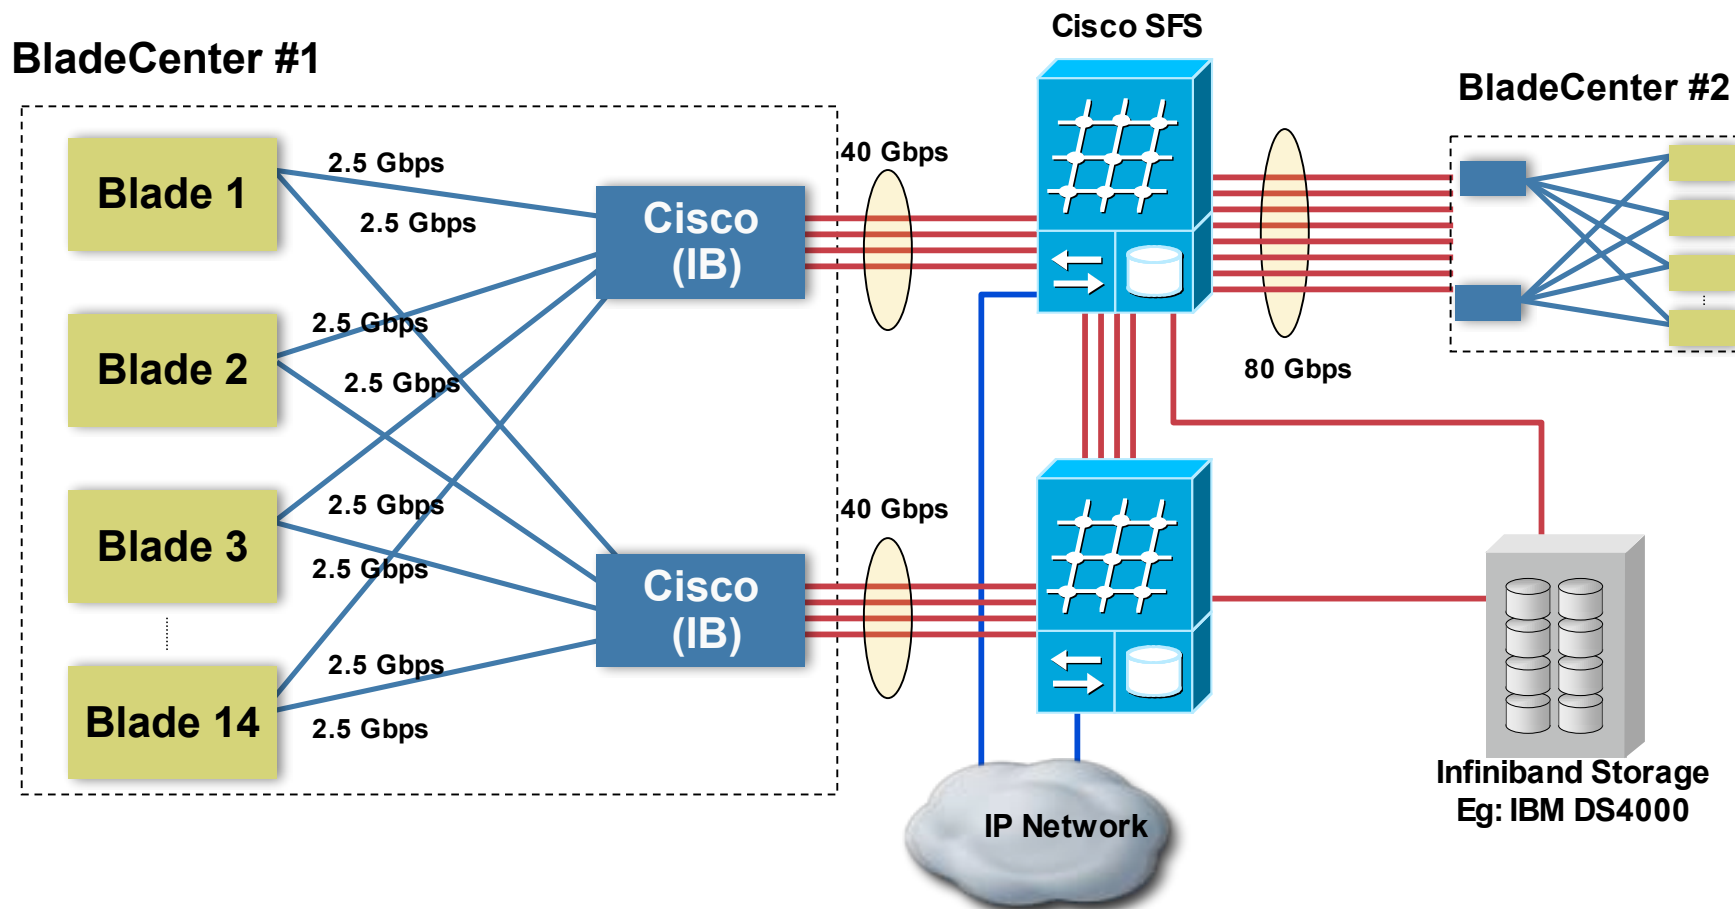 Cisco SFS
BladeCenter #1
BladeCenter #2
Blade 1
2.5 Gbps
2.5 Gbps
40 Gbps
Cisco
(IB)
Blade 2
2.5 Gbps
2.5 Gbps
80 Gbps
Blade 3
2.5 Gbps
2.5 Gbps
40 Gbps
Cisco
(IB)
Blade 14
2.5 Gbps
2.5 Gbps
IP Network
Infiniband Storage
Eg: IBM DS4000